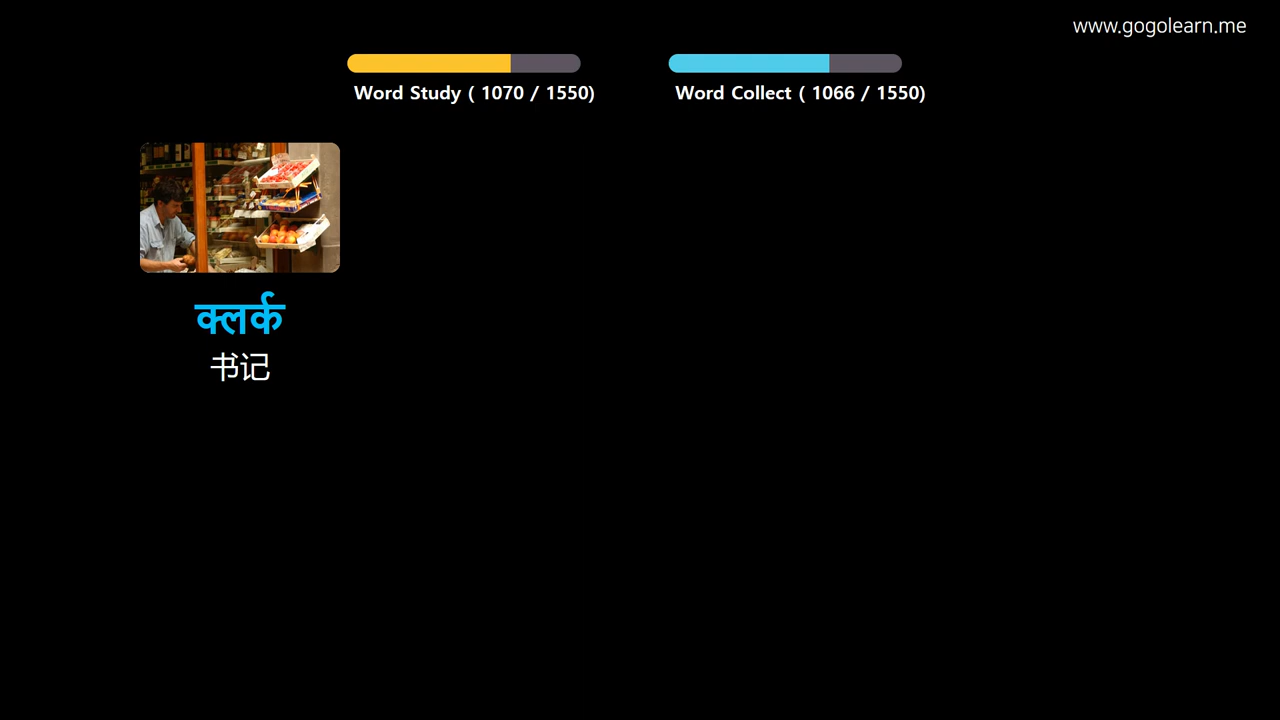 www.gogolearn.me
Word Study ( 1070 / 1550)
Word Collect ( 1066 / 1550)
क्लर्क
书记